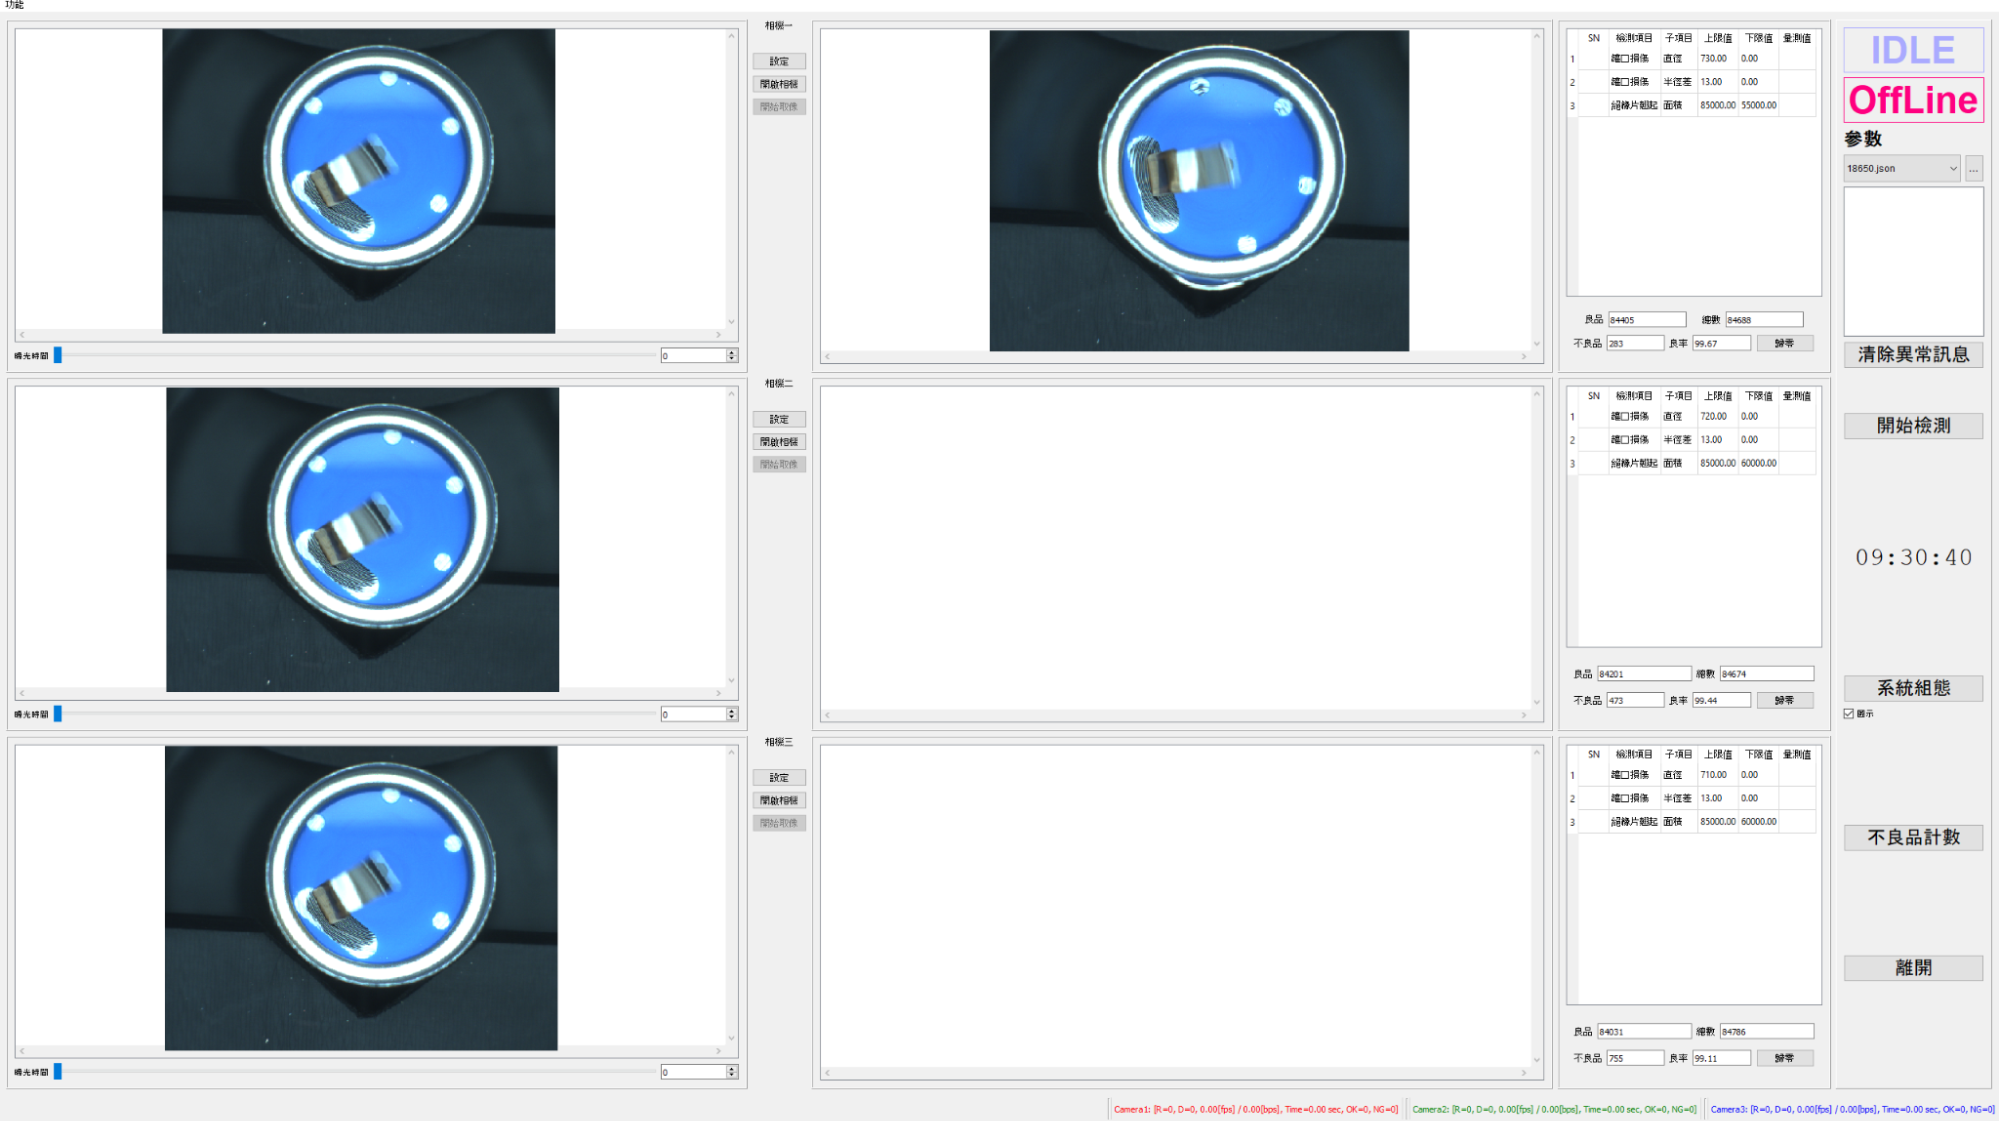 功能
相機一
設定
開啟相機
開始取像
曝光時間 0
SN 檢測項目 子項目 上限值 下限值 量測值
1 罐口損傷 直徑 730.00 0.00
2 罐口損傷 半徑差 13.00 0.00
3 絕緣片翹起 面積 85000.00 55000.00
良品 84405 總數 84688
不良品 283 良率 99.67 歸零
相機二
設定
開啟相機
開始取像
曝光時間 0
SN 檢測項目 子項目 上限值 下限值 量測值
1 罐口損傷 直徑 720.00 0.00
2 罐口損傷 半徑差 13.00 0.00
3 絕緣片翹起 面積 85000.00 60000.00
良品 84201 總數 84674
不良品 473 良率 99.44 歸零
相機三
設定
開啟相機
開始取像
曝光時間 0
SN 檢測項目 子項目 上限值 下限值 量測值
1 罐口損傷 直徑 710.00 0.00
2 罐口損傷 半徑差 13.00 0.00
3 絕緣片翹起 面積 85000.00 60000.00
良品 84031 總數 84786
不良品 755 良率 99.11 歸零
IDLE
OffLine
參數
18650.json ...
清除異常訊息
開始檢測
09:30:40
系統組態
圖示
不良品計數
離開
Camera1: [R=0, D=0, 0.00[fps] / 0.00[bps], Time=0.00 sec, OK=0, NG=0] Camera2: [R=0, D=0, 0.00[fps] / 0.00[bps], Time=0.00 sec, OK=0, NG=0] Camera3: [R=0, D=0, 0.00[fps] / 0.00[bps], Time=0.00 sec, OK=0, NG=0]